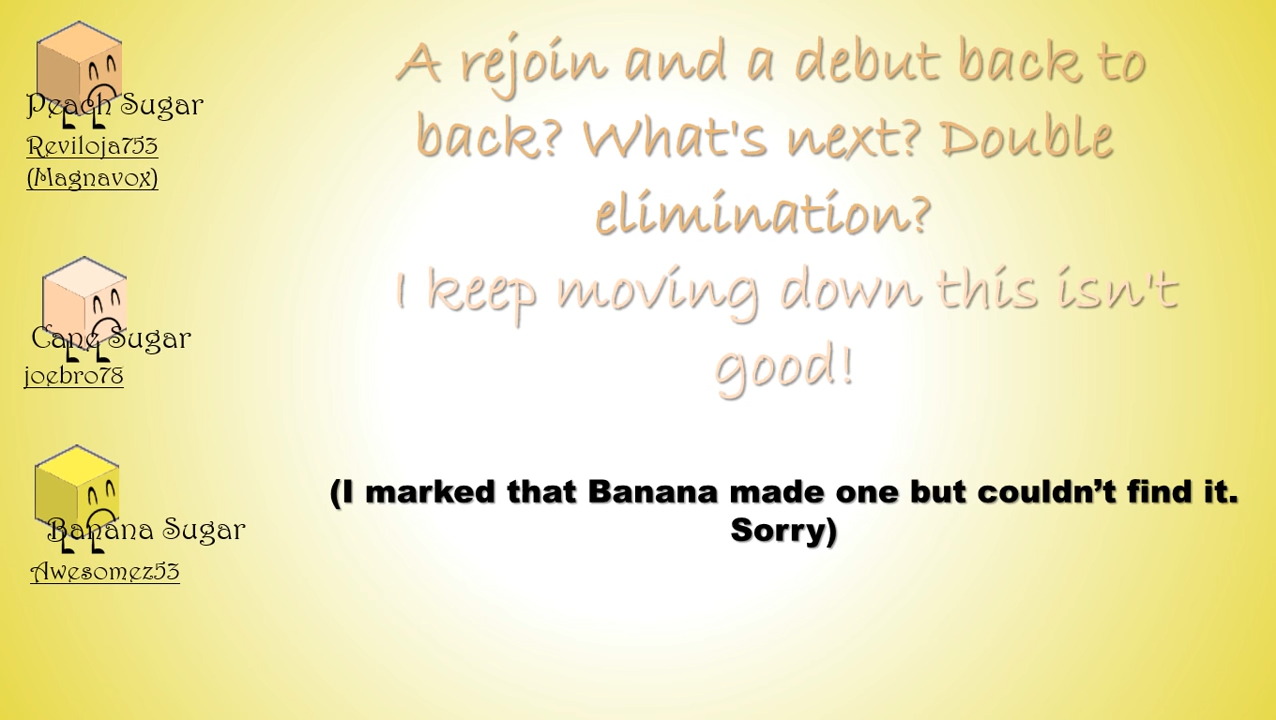 Peach Sugar
Reviloja753
(Magnavox)
A rejoin and a debut back to
back? What's next? Double
elimination?
I keep moving down this isn't
good!
Cane Sugar
joebro78
Banana Sugar
Awesomez53
(I marked that Banana made one but couldn’t find it.
Sorry)